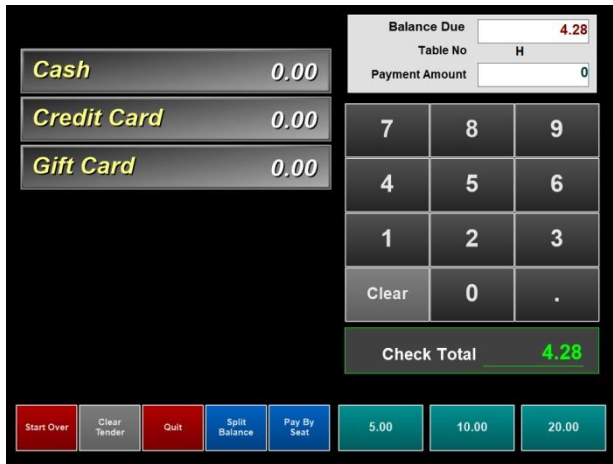 Balance Due 4.28
Table No H
Payment Amount 0
Cash 0.00
Credit Card 0.00
Gift Card 0.00
7 8 9
4 5 6
1 2 3
Clear 0 .
Check Total 4.28
Start Over
Clear
Tender
Quit
Split
Balance
Pay By
Seat
5.00
10.00
20.00